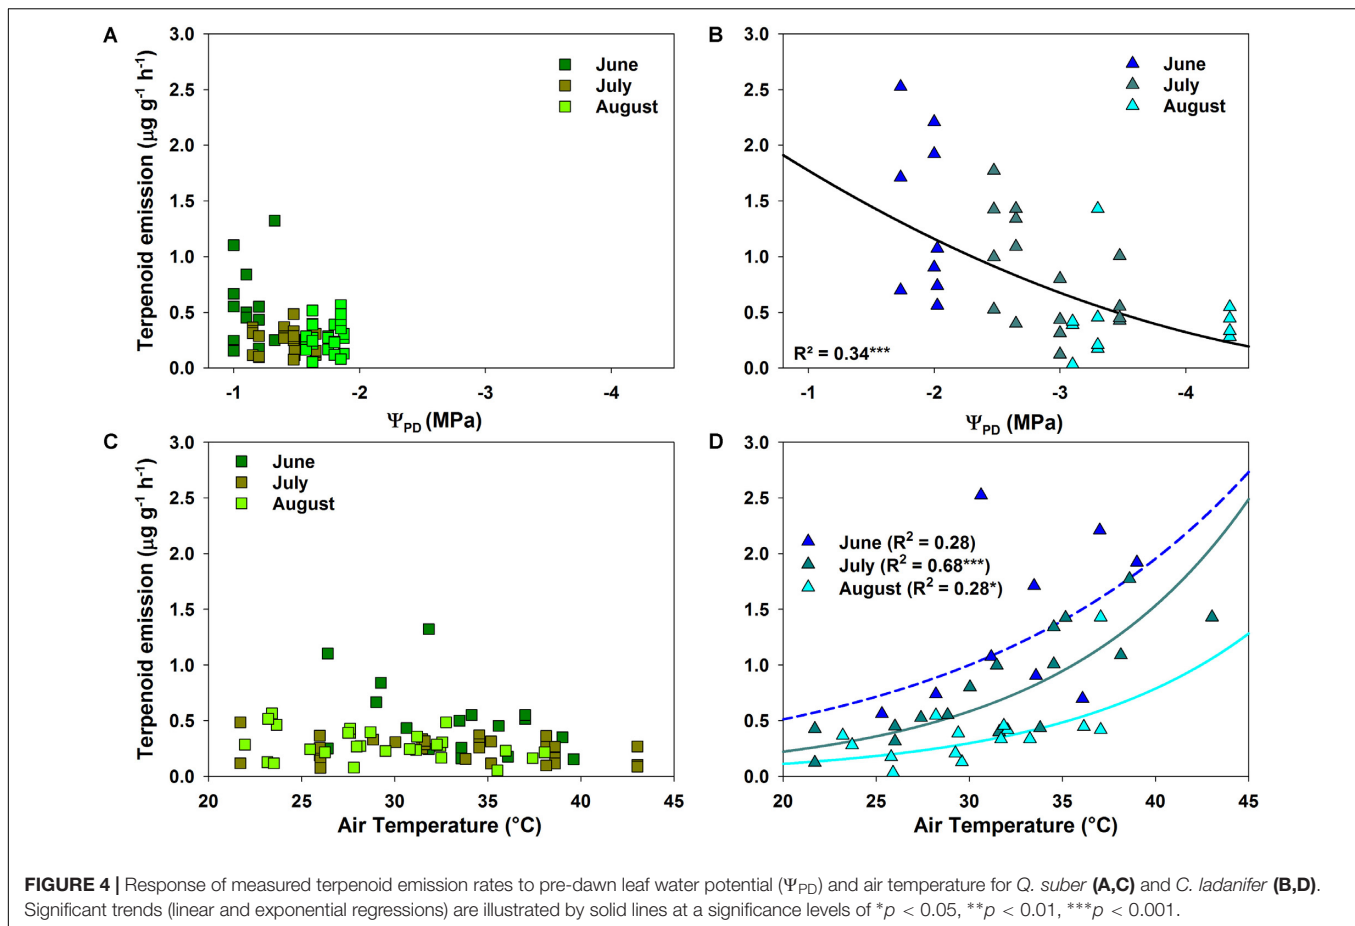 A
B
3.0
2.5
2.0
1.5
1.0
0.5
0.0
Terpenoid emission (µg g⁻¹ h⁻¹)
June
July
August
-1
-2
-3
-4
Ψ_PD (MPa)
3.0
2.5
2.0
1.5
1.0
0.5
0.0
June
July
August
R² = 0.34***
-1
-2
-3
-4
Ψ_PD (MPa)
C
3.0
2.5
2.0
1.5
1.0
0.5
0.0
Terpenoid emission (µg g⁻¹ h⁻¹)
June
July
August
20
25
30
35
40
45
Air Temperature (°C)
D
3.0
2.5
2.0
1.5
1.0
0.5
0.0
June (R² = 0.28)
July (R² = 0.68***)
August (R² = 0.28*)
20
25
30
35
40
45
Air Temperature (°C)
FIGURE 4 | Response of measured terpenoid emission rates to pre-dawn leaf water potential (Ψ_PD) and air temperature for Q. suber (A,C) and C. ladanifer (B,D).
Significant trends (linear and exponential regressions) are illustrated by solid lines at a significance levels of *p < 0.05, **p < 0.01, ***p < 0.001.